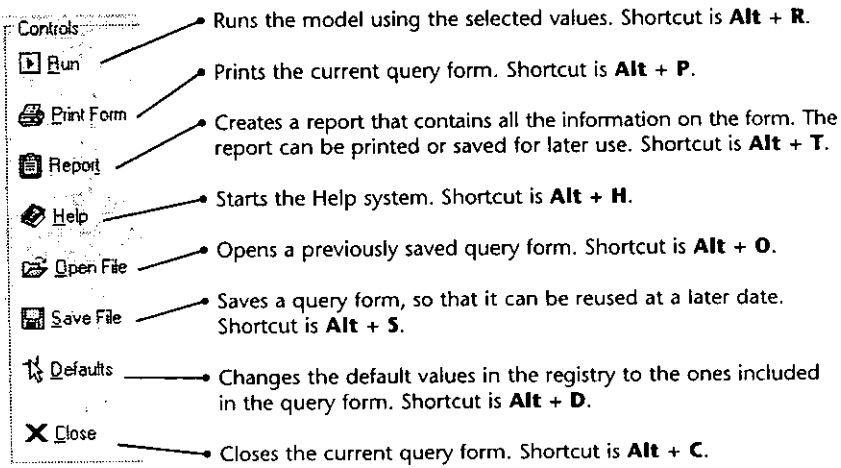 Controls
Run
Runs the model using the selected values. Shortcut is Alt + R.
Print Form
Prints the current query form. Shortcut is Alt + P.
Report
Creates a report that contains all the information on the form. The
report can be printed or saved for later use. Shortcut is Alt + T.
Help
Starts the Help system. Shortcut is Alt + H.
Open File
Opens a previously saved query form. Shortcut is Alt + O.
Save File
Saves a query form, so that it can be reused at a later date.
Shortcut is Alt + S.
Defaults
Changes the default values in the registry to the ones included
in the query form. Shortcut is Alt + D.
Close
Closes the current query form. Shortcut is Alt + C.